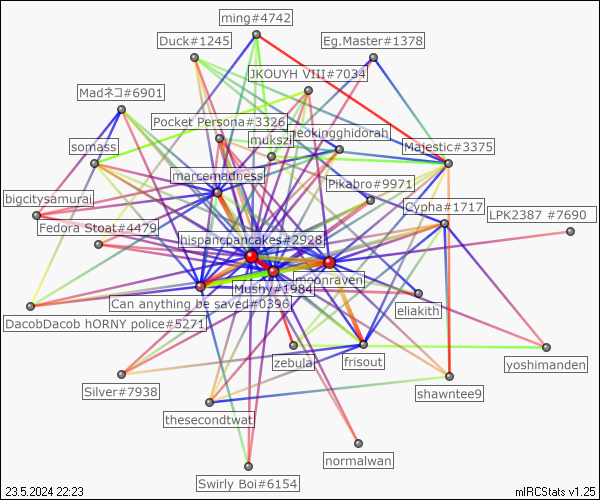 ming#4742
Duck#1245
Eg.Master#1378
JKOUYH VIII#7034
Madネコ#6901
Pocket Persona#3326
neokingghidorah
mukszi
somass
Majestic#3375
marcemadness
Pikabro#9971
bigcitysamurai
Cypha#1717
LPK2387 #7690
Fedora Stoat#4479
hispanicpancakes#2928
moonraven
Mushy#1984
Can anything be saved#0396
eliakith
DacobDacob hORNY police#5271
zebula
frisout
yoshimanden
Silver#7938
shawntee9
thesecondtwat
normalwan
Swirly Boi#6154
23.5.2024 22:23
mIRCStats v1.25